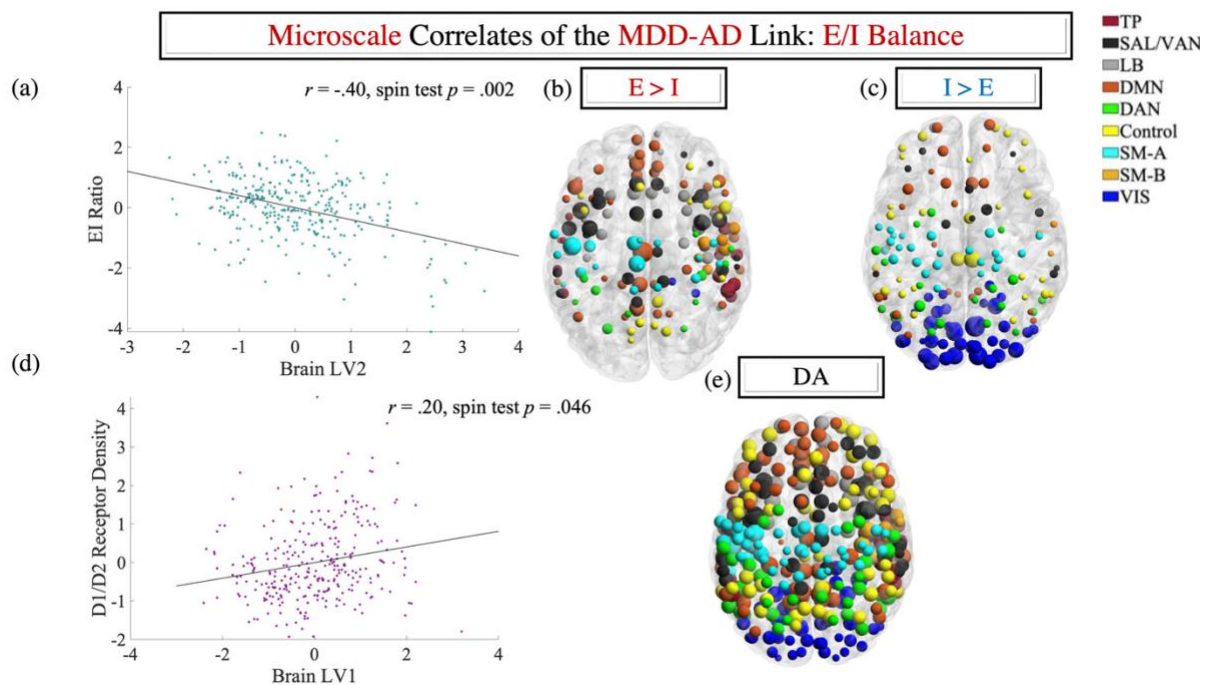 Microscale Correlates of the MDD-AD Link: E/I Balance
(a)
r = -.40, spin test p = .002
4
2
0
-2
-4
EI Ratio
-3 -2 -1 0 1 2 3 4
Brain LV2
(b)
E > I
(c)
I > E
TP
SAL/VAN
LB
DMN
DAN
Control
SM-A
SM-B
VIS
(d)
r = .20, spin test p = .046
4
3
2
1
0
-1
-2
D1/D2 Receptor Density
-4 -2 0 2 4
Brain LV1
(e)
DA